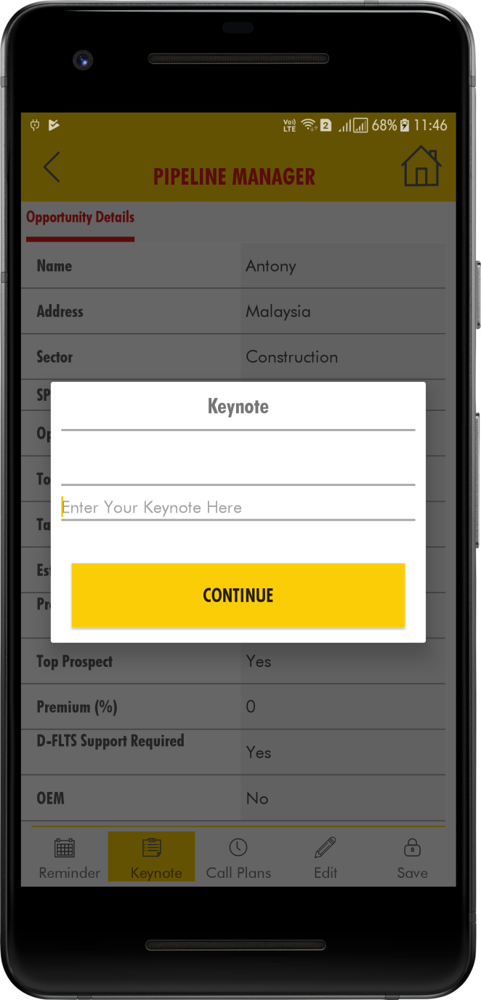 Vo))
LTE 2 68% 11:46
PIPELINE MANAGER
Opportunity Details
Name Antony
Address Malaysia
Sector Construction
SP
Op
To
Ta
Es
Pr
Keynote
Enter Your Keynote Here
CONTINUE
Top Prospect Yes
Premium (%) 0
D-FLTS Support Required Yes
OEM No
Reminder Keynote Call Plans Edit Save